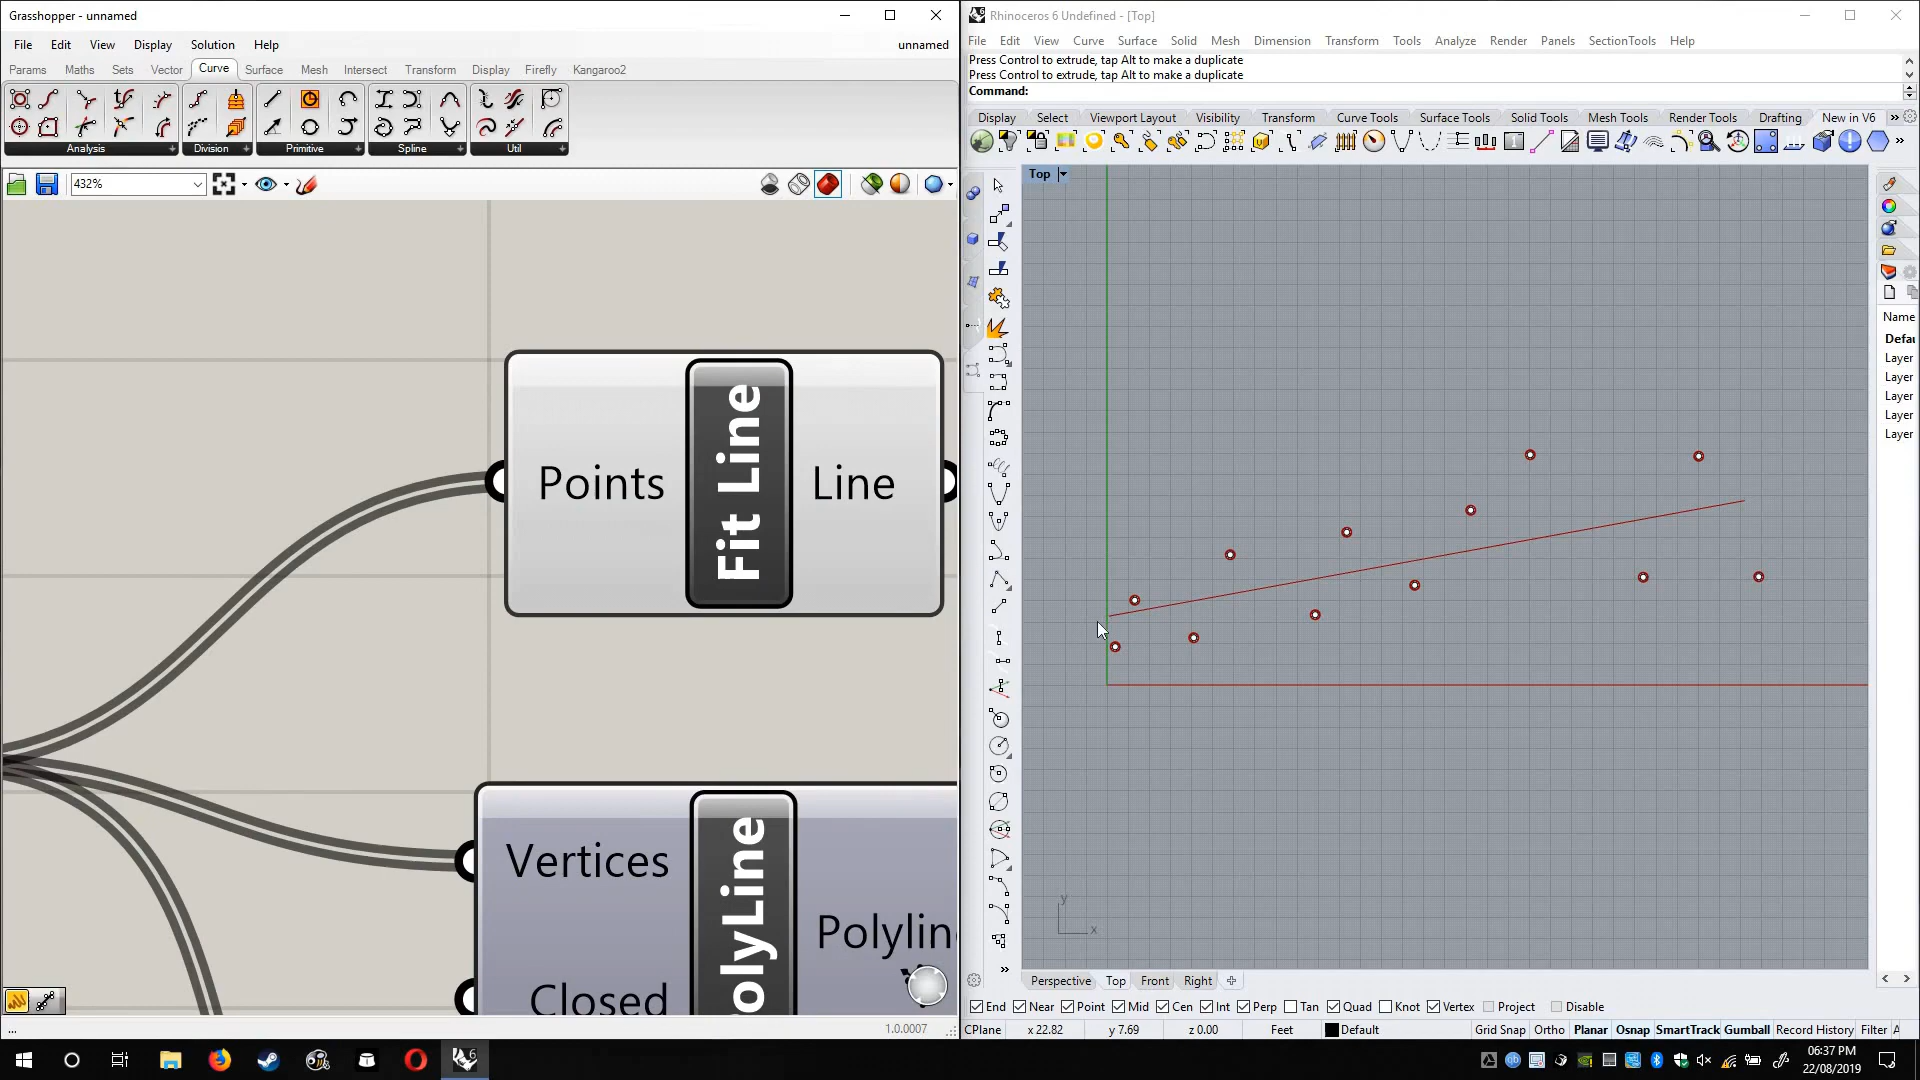 Grasshopper - unnamed
File Edit View Display Solution Help unnamed
Params Maths Sets Vector Curve Surface Mesh Intersect Transform Display Firefly Kangaroo2
Analysis + Division + Primitive + Spline + Util +
432%
Points Fit Line Line
Vertices PolyLine Polylin
Closed
... 1.0.0007
Rhinoceros 6 Undefined - [Top]
File Edit View Curve Surface Solid Mesh Dimension Transform Tools Analyze Render Panels SectionTools Help
Press Control to extrude, tap Alt to make a duplicate
Press Control to extrude, tap Alt to make a duplicate
Command:
Display Select Viewport Layout Visibility Transform Curve Tools Surface Tools Solid Tools Mesh Tools Render Tools Drafting New in V6 »
Top
Name
Defau
Layer
Layer
Layer
Layer
Layer
y
x
Perspective Top Front Right
End Near Point Mid Cen Int Perp Tan Quad Knot Vertex Project Disable
CPlane x 22.82 y 7.69 z 0.00 Feet Default Grid Snap Ortho Planar Osnap SmartTrack Gumball Record History Filter A
06:37 PM
22/08/2019